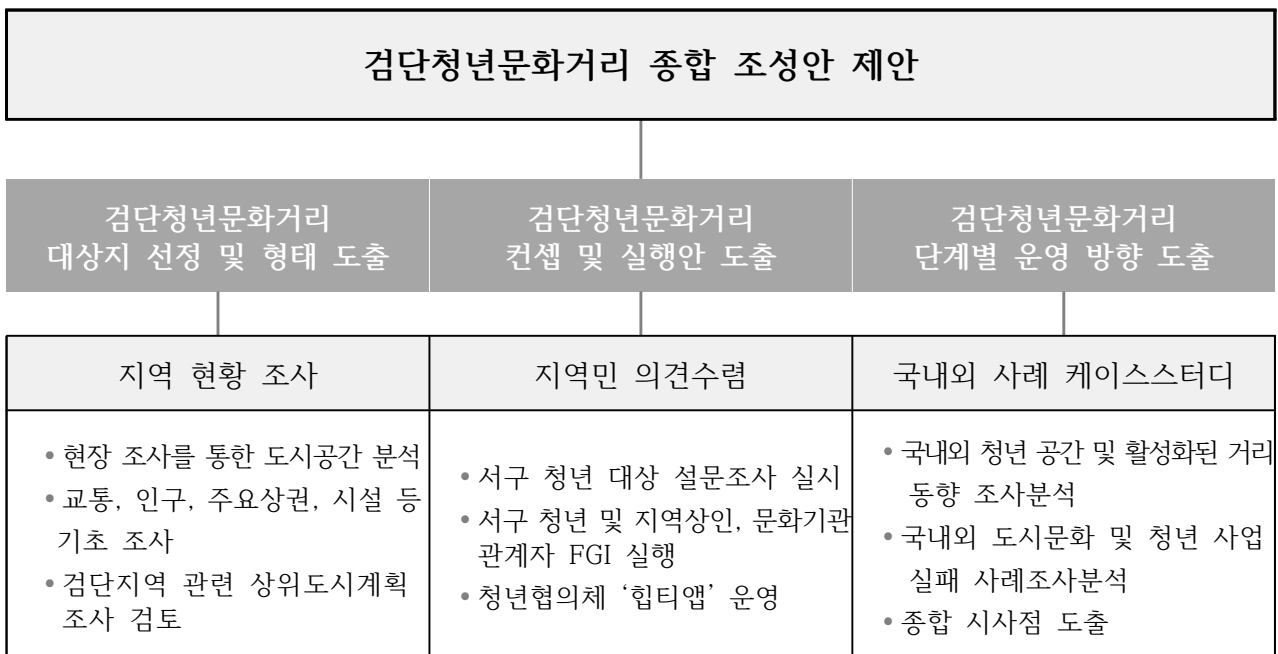 검단청년문화거리 종합 조성안 제안
검단청년문화거리
대상지 선정 및 형태 도출
검단청년문화거리
컨셉 및 실행안 도출
검단청년문화거리
단계별 운영 방향 도출
지역 현황 조사
• 현장 조사를 통한 도시공간 분석
• 교통, 인구, 주요상권, 시설 등
기초 조사
• 검단지역 관련 상위도시계획
조사 검토
지역민 의견수렴
• 서구 청년 대상 설문조사 실시
• 서구 청년 및 지역상인, 문화기관
관계자 FGI 실행
• 청년협의체 ‘힙티앱’ 운영
국내외 사례 케이스스터디
• 국내외 청년 공간 및 활성화된 거리
동향 조사분석
• 국내외 도시문화 및 청년 사업
실패 사례조사분석
• 종합 시사점 도출